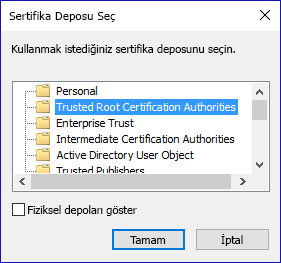 Sertifika Deposu Seç
Kullanmak istediğiniz sertifika deposunu seçin.
Personal
Trusted Root Certification Authorities
Enterprise Trust
Intermediate Certification Authorities
Active Directory User Object
Trusted Publishers
Fiziksel depoları göster
Tamam
İptal